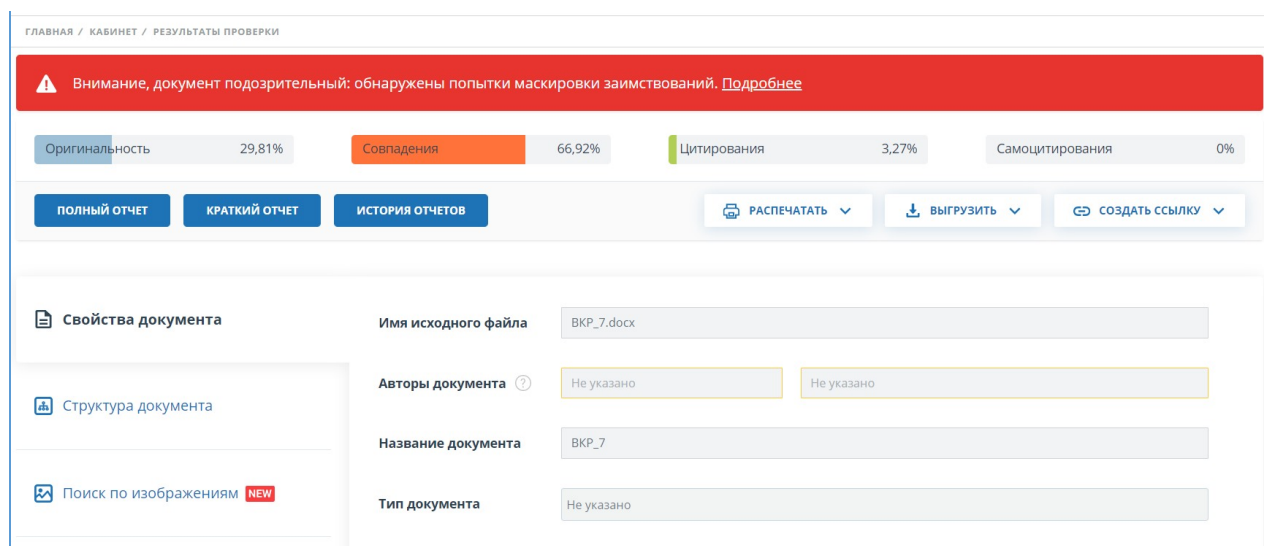 ГЛАВНАЯ / КАБИНЕТ / РЕЗУЛЬТАТЫ ПРОВЕРКИ
Внимание, документ подозрительный: обнаружены попытки маскировки заимствований. Подробнее
Оригинальность 29,81% Совпадения 66,92% Цитирования 3,27% Самоцитирования 0%
ПОЛНЫЙ ОТЧЕТ КРАТКИЙ ОТЧЕТ ИСТОРИЯ ОТЧЕТОВ РАСПЕЧАТАТЬ ВЫГРУЗИТЬ СОЗДАТЬ ССЫЛКУ
Свойства документа
Имя исходного файла ВКР_7.docx
Авторы документа ? Не указано Не указано
Структура документа
Название документа ВКР_7
Поиск по изображениям NEW
Тип документа Не указано